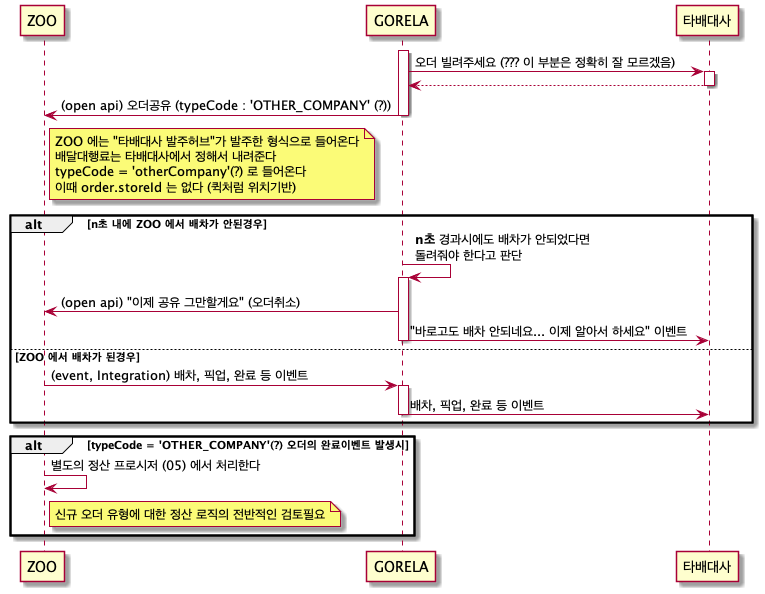 ZOO
GORELA
타배대사
오더 빌려주세요 (??? 이 부분은 정확히 잘 모르겠음)
(open api) 오더공유 (typeCode : 'OTHER_COMPANY' (?))
ZOO 에는 "타배대사 발주허브"가 발주한 형식으로 들어온다
배달대행료는 타배대사에서 정해서 내려준다
typeCode = 'otherCompany'(?) 로 들어온다
이때 order.storeId 는 없다 (퀵처럼 위치기반)
alt [n초 내에 ZOO 에서 배차가 안된경우]
n초 경과시에도 배차가 안되었다면
돌려줘야 한다고 판단
(open api) "이제 공유 그만할게요" (오더취소)
"바로고도 배차 안되네요... 이제 알아서 하세요" 이벤트
[ZOO 에서 배차가 된경우]
(event, Integration) 배차, 픽업, 완료 등 이벤트
배차, 픽업, 완료 등 이벤트
alt [typeCode = 'OTHER_COMPANY'(?) 오더의 완료이벤트 발생시]
별도의 정산 프로시저 (05) 에서 처리한다
신규 오더 유형에 대한 정산 로직의 전반적인 검토필요
ZOO
GORELA
타배대사